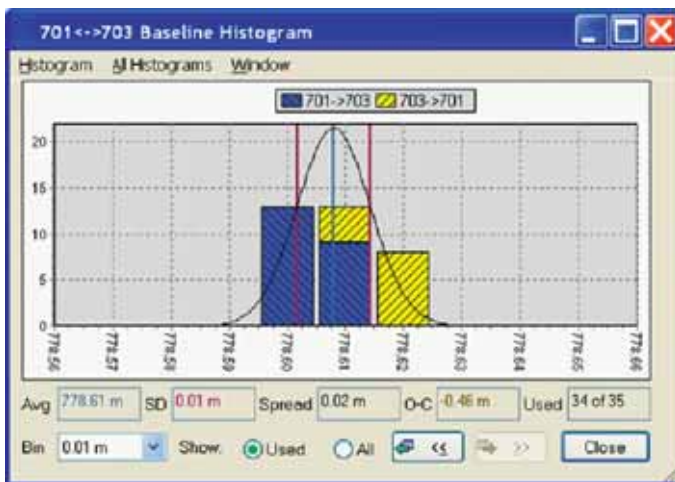 701<->703 Baseline Histogram
Histogram All Histograms Window
701->703 703->701
20
15
10
5
0
778.56 778.57 778.58 778.59 778.60 778.61 778.62 778.63 778.64 778.65 778.66
Avg 778.61 m SD 0.01 m Spread 0.02 m O-C -0.46 m Used 34 of 35
Bin 0.01 m Show: Used All << >> Close